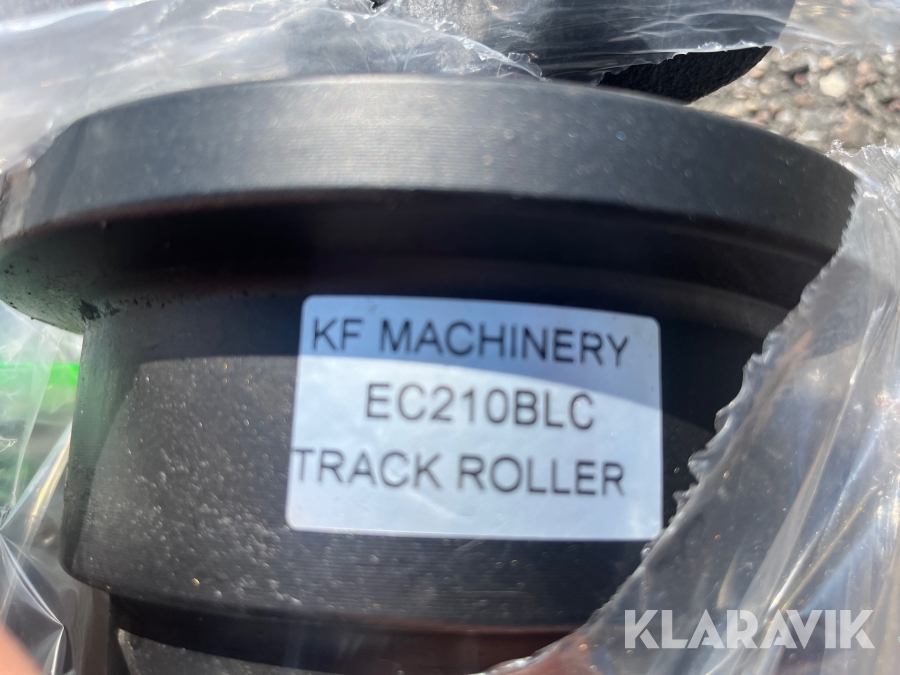 KF MACHINERY
EC210BLC
TRACK ROLLER
KLARAVIK